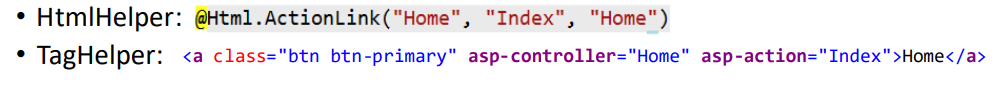 • HtmlHelper: @Html.ActionLink("Home", "Index", "Home")
• TagHelper: <a class="btn btn-primary" asp-controller="Home" asp-action="Index">Home</a>